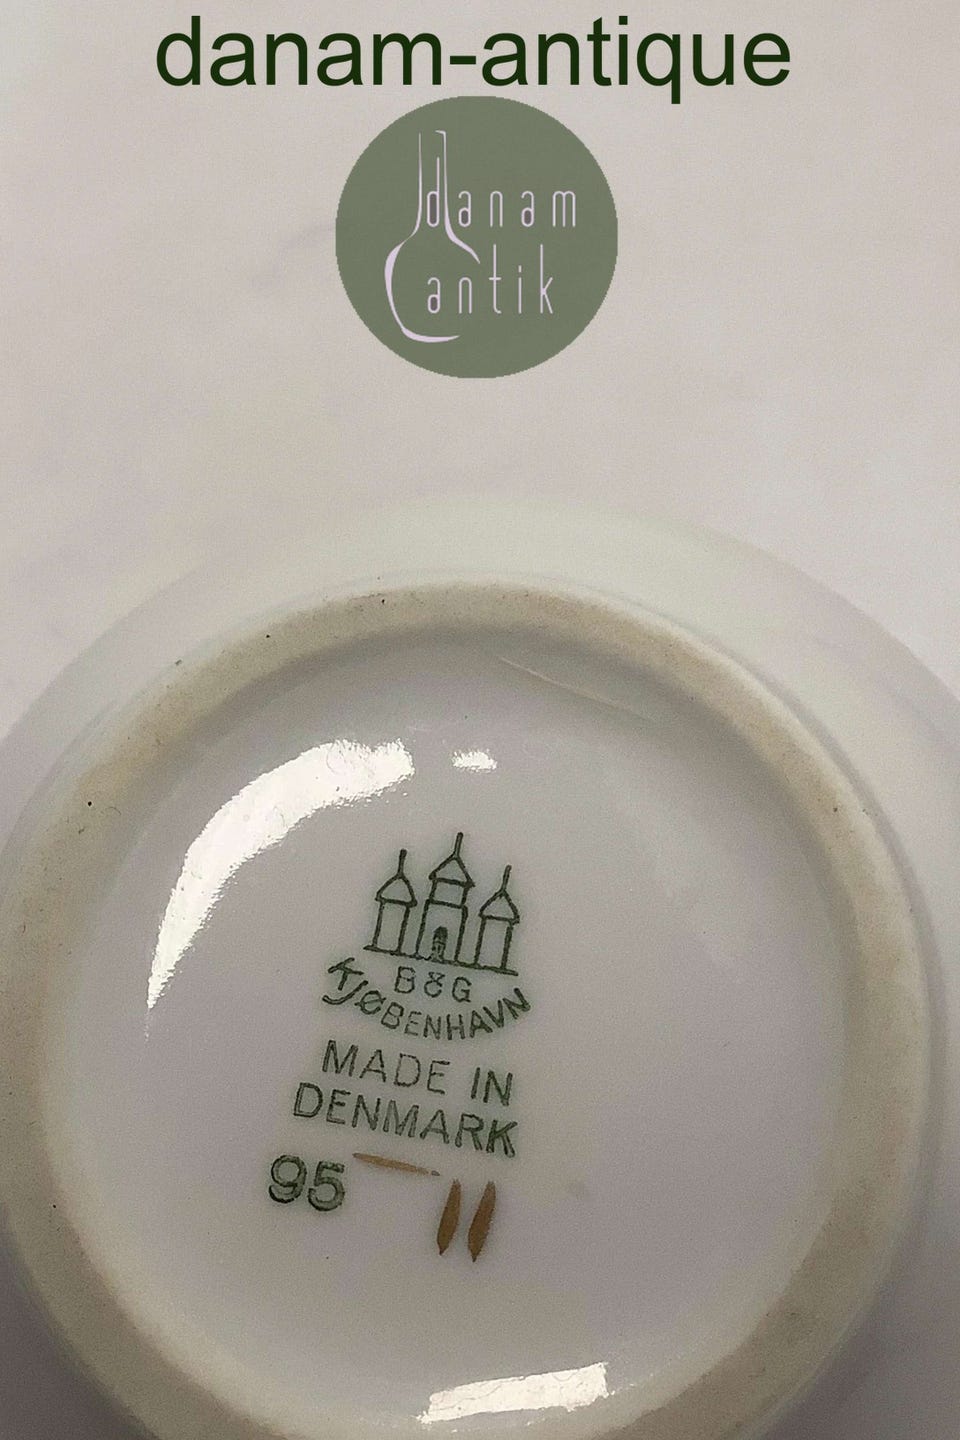 danam-antique
danam
antik
B&G
KJØBENHAVN
MADE IN
DENMARK
95